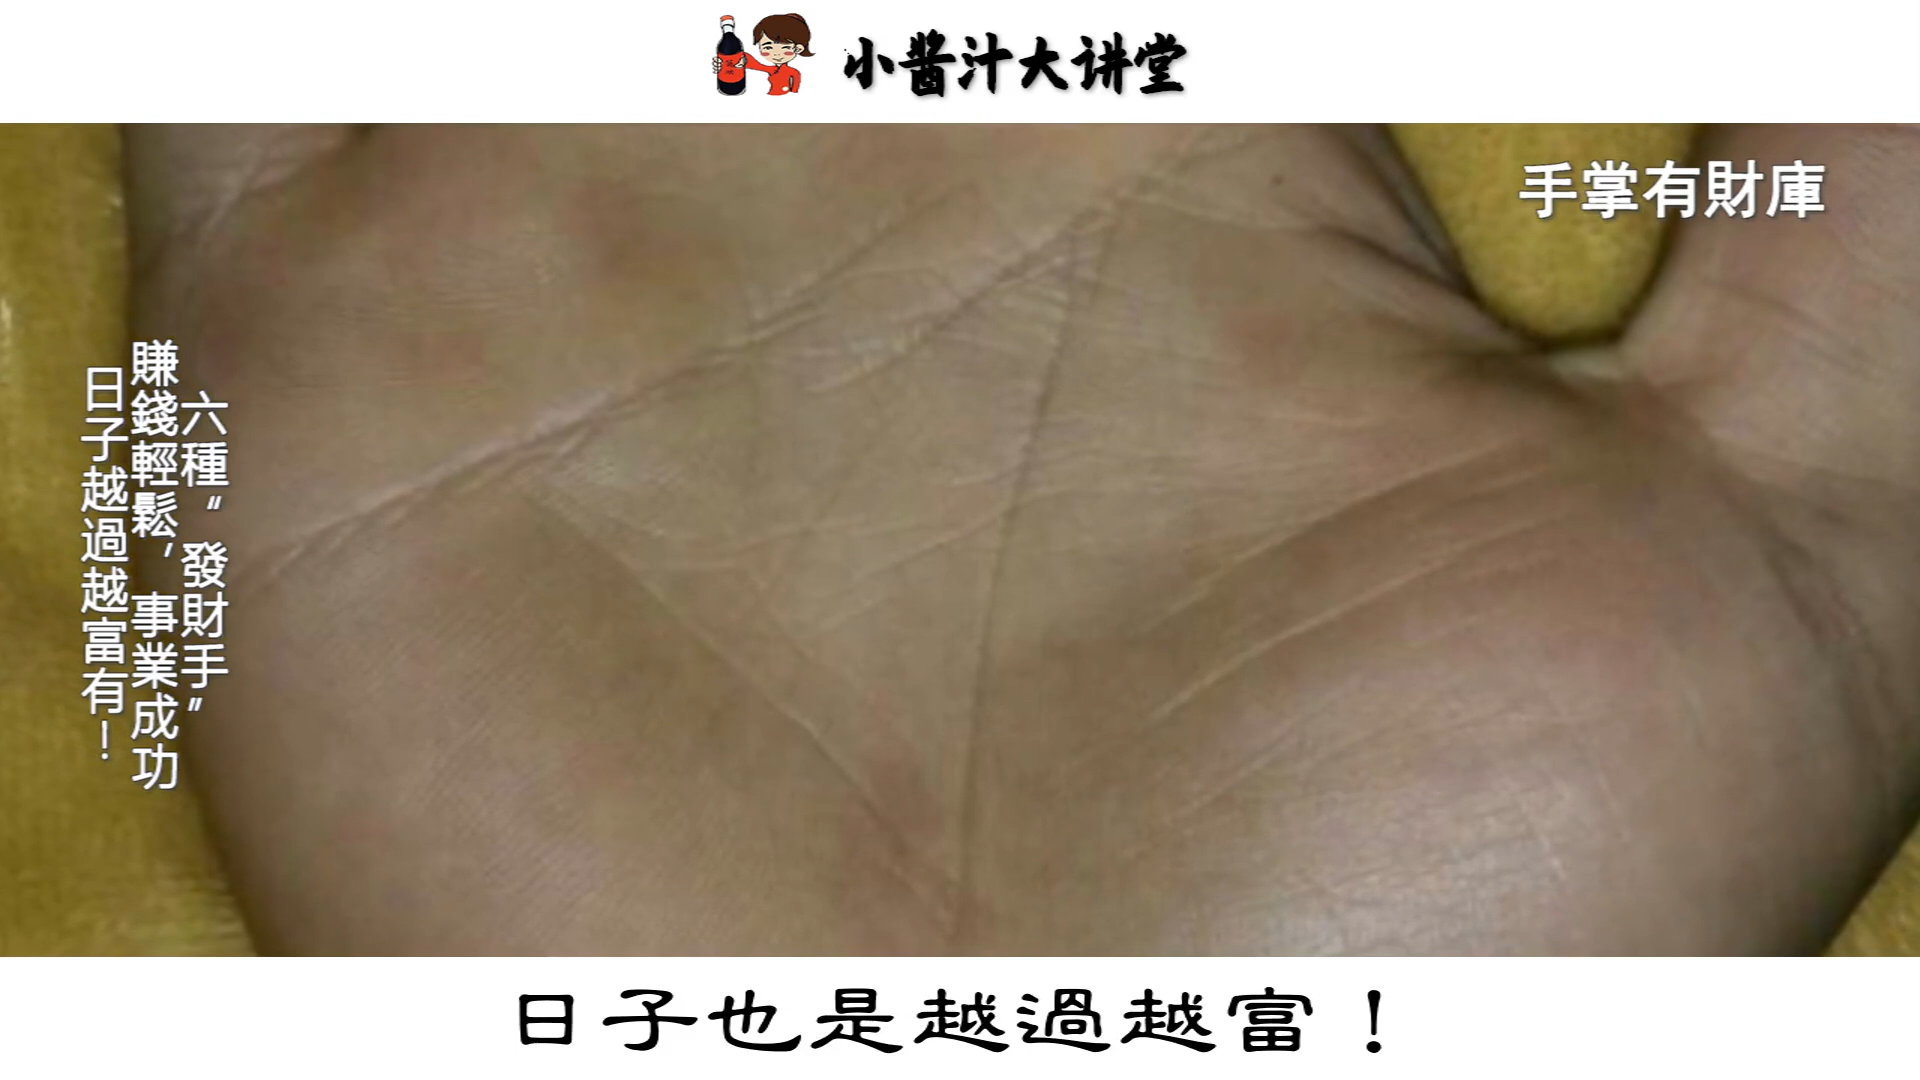 小酱汁大讲堂
手掌有財庫
六種“發財手”
賺錢輕鬆，事業成功
日子越過越富有！
日子也是越過越富！